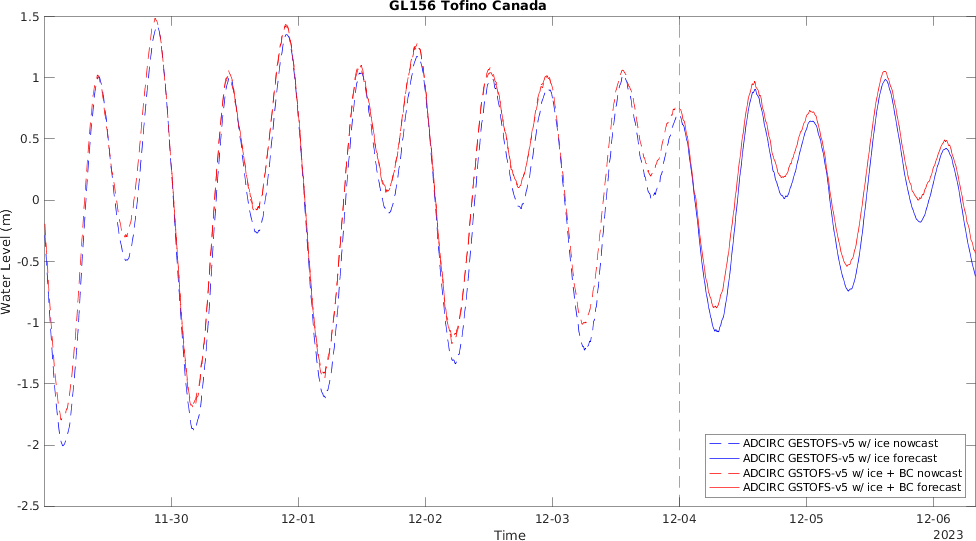 GL156 Tofino Canada
1.5
1
0.5
0
-0.5
-1
-1.5
-2
-2.5
Water Level (m)
11-30
12-01
12-02
12-03
12-04
12-05
12-06
Time
2023
ADCIRC GESTOFS-v5 w/ ice nowcast
ADCIRC GESTOFS-v5 w/ ice forecast
ADCIRC GSTOFS-v5 w/ ice + BC nowcast
ADCIRC GSTOFS-v5 w/ ice + BC forecast